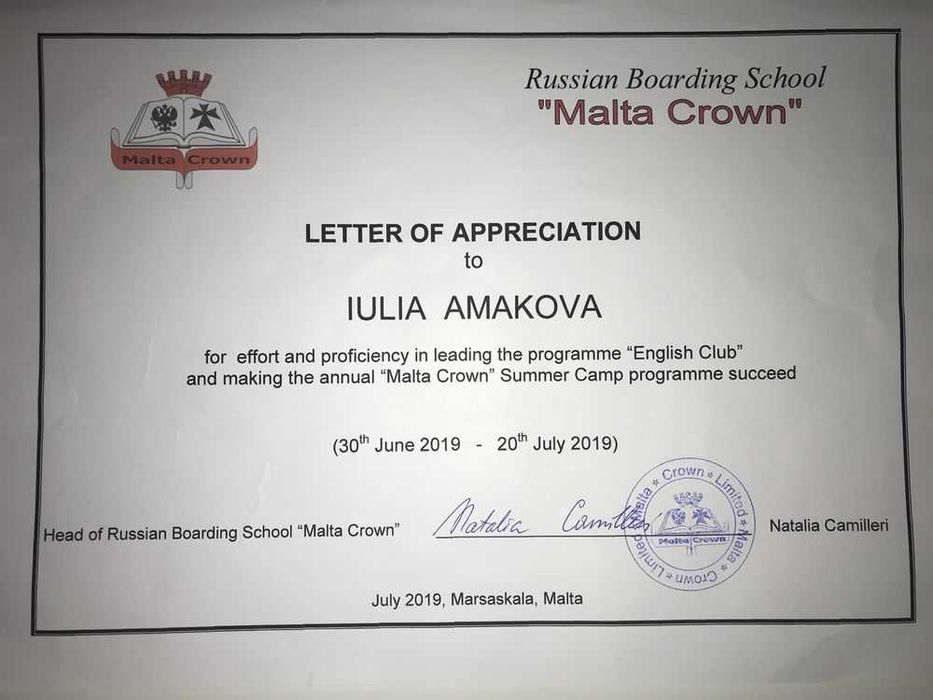 Malta Crown
Russian Boarding School
"Malta Crown"
LETTER OF APPRECIATION
to
IULIA AMAKOVA
for effort and proficiency in leading the programme “English Club”
and making the annual “Malta Crown” Summer Camp programme succeed
(30th June 2019 - 20th July 2019)
Head of Russian Boarding School “Malta Crown”
Natalia Camilleri
Natalia Camilleri
Malta ★ Crown ★ Limited ★ Malta ★ Crown ★ Limited
Malta Crown
July 2019, Marsaskala, Malta